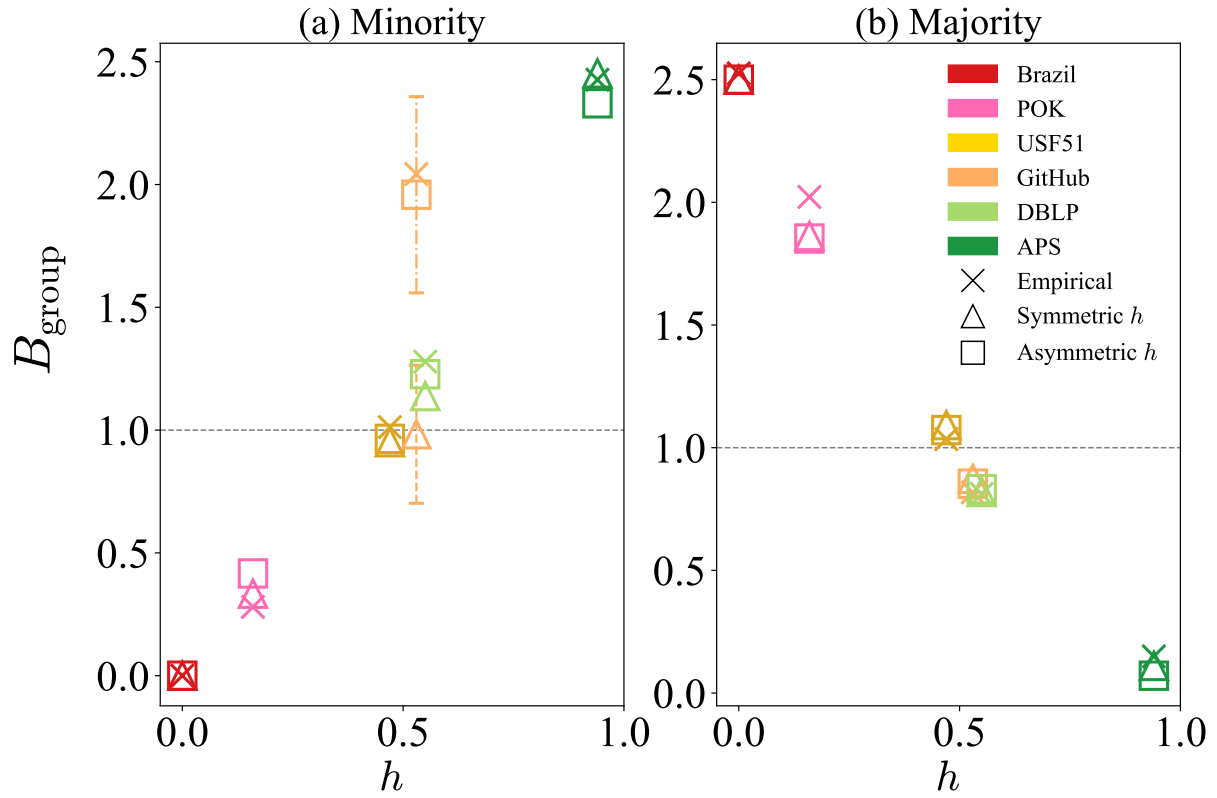 (a) Minority
(b) Majority
B_group
2.5
2.0
1.5
1.0
0.5
0.0
0.0
0.5
1.0
h
2.5
2.0
1.5
1.0
0.5
0.0
0.0
0.5
1.0
h
Brazil
POK
USF51
GitHub
DBLP
APS
Empirical
Symmetric h
Asymmetric h